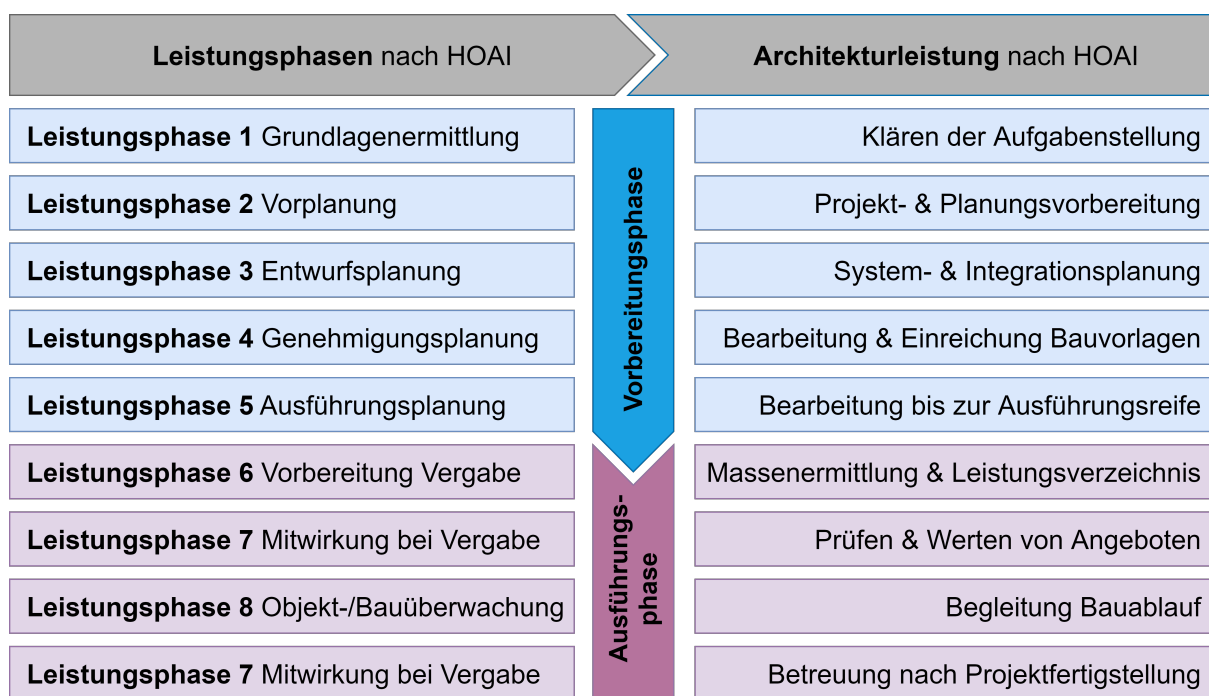 Leistungsphasen nach HOAI
Architekturleistung nach HOAI
Leistungsphase 1 Grundlagenermittlung
Klären der Aufgabenstellung
Leistungsphase 2 Vorplanung
Projekt- & Planungsvorbereitung
Leistungsphase 3 Entwurfsplanung
System- & Integrationsplanung
Leistungsphase 4 Genehmigungsplanung
Bearbeitung & Einreichung Bauvorlagen
Leistungsphase 5 Ausführungsplanung
Bearbeitung bis zur Ausführungsreife
Vorbereitungsphase
Leistungsphase 6 Vorbereitung Vergabe
Massenermittlung & Leistungsverzeichnis
Leistungsphase 7 Mitwirkung bei Vergabe
Prüfen & Werten von Angeboten
Leistungsphase 8 Objekt-/Bauüberwachung
Begleitung Bauablauf
Leistungsphase 7 Mitwirkung bei Vergabe
Betreuung nach Projektfertigstellung
Ausführungs-
phase